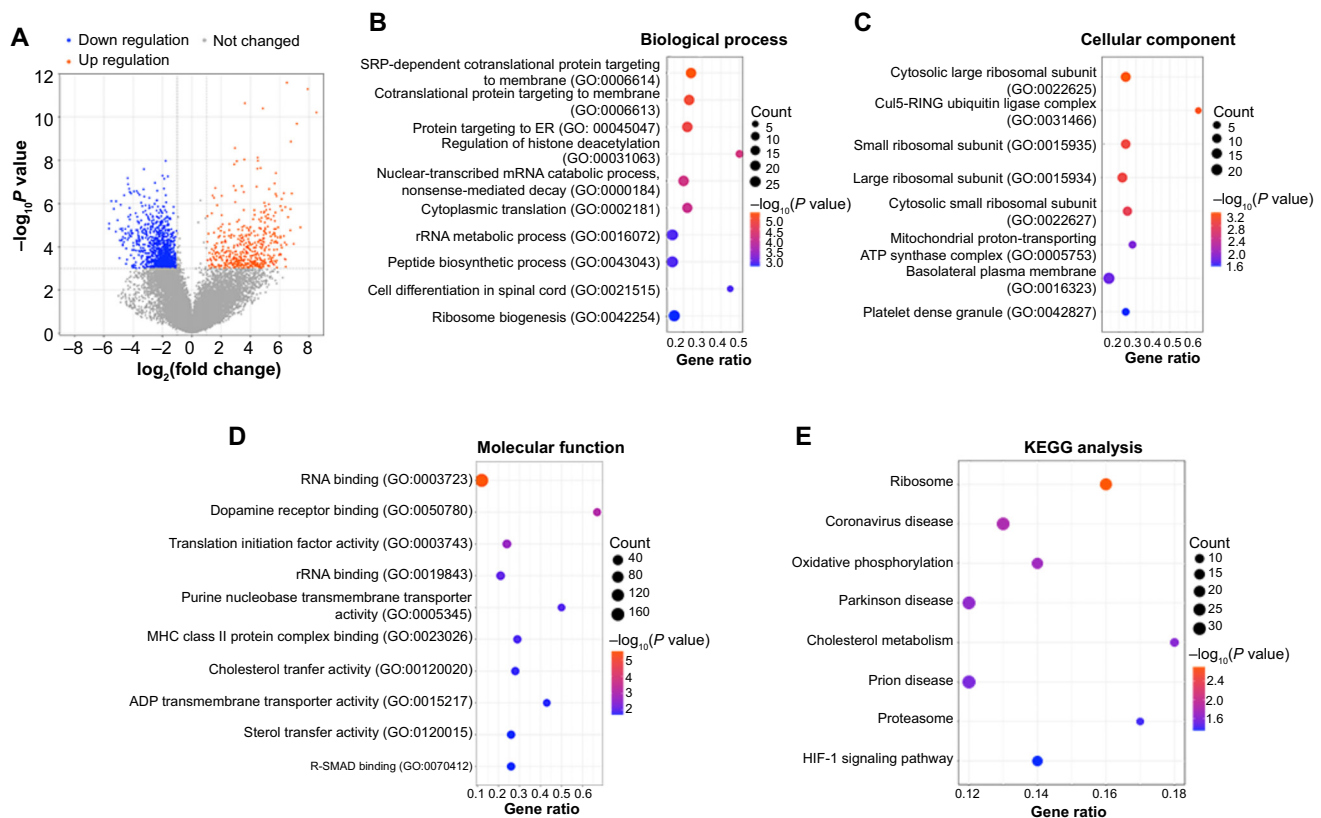 A
Down regulation
Not changed
Up regulation
12
10
8
6
4
2
0
–log10P value
–8 –6 –4 –2 0 2 4 6 8
log2(fold change)
B
Biological process
SRP-dependent cotranslational protein targeting
to membrane (GO:0006614)
Cotranslational protein targeting to membrane
(GO:0006613)
Protein targeting to ER (GO: 00045047)
Regulation of histone deacetylation
(GO:00031063)
Nuclear-transcribed mRNA catabolic process,
nonsense-mediated decay (GO:0000184)
Cytoplasmic translation (GO:0002181)
rRNA metabolic process (GO:0016072)
Peptide biosynthetic process (GO:0043043)
Cell differentiation in spinal cord (GO:0021515)
Ribosome biogenesis (GO:0042254)
0.2 0.3 0.4 0.5
Gene ratio
Count
5
10
15
20
25
–log10(P value)
5.0
4.5
4.0
3.5
3.0
C
Cellular component
Cytosolic large ribosomal subunit
(GO:0022625)
Cul5-RING ubiquitin ligase complex
(GO:0031466)
Small ribosomal subunit (GO:0015935)
Large ribosomal subunit (GO:0015934)
Cytosolic small ribosomal subunit
(GO:0022627)
Mitochondrial proton-transporting
ATP synthase complex (GO:0005753)
Basolateral plasma membrane
(GO:0016323)
Platelet dense granule (GO:0042827)
0.2 0.3 0.4 0.5 0.6
Gene ratio
Count
5
10
15
20
–log10(P value)
3.2
2.8
2.4
2.0
1.6
D
Molecular function
RNA binding (GO:0003723)
Dopamine receptor binding (GO:0050780)
Translation initiation factor activity (GO:0003743)
rRNA binding (GO:0019843)
Purine nucleobase transmembrane transporter
activity (GO:0005345)
MHC class II protein complex binding (GO:0023026)
Cholesterol tranfer activity (GO:00120020)
ADP transmembrane transporter activity (GO:0015217)
Sterol transfer activity (GO:0120015)
R-SMAD binding (GO:0070412)
0.1 0.2 0.3 0.4 0.5 0.6
Gene ratio
Count
40
80
120
160
–log10(P value)
5
4
3
2
E
KEGG analysis
Ribosome
Coronavirus disease
Oxidative phosphorylation
Parkinson disease
Cholesterol metabolism
Prion disease
Proteasome
HIF-1 signaling pathway
0.12 0.14 0.16 0.18
Gene ratio
Count
10
15
20
25
30
–log10(P value)
2.4
2.0
1.6